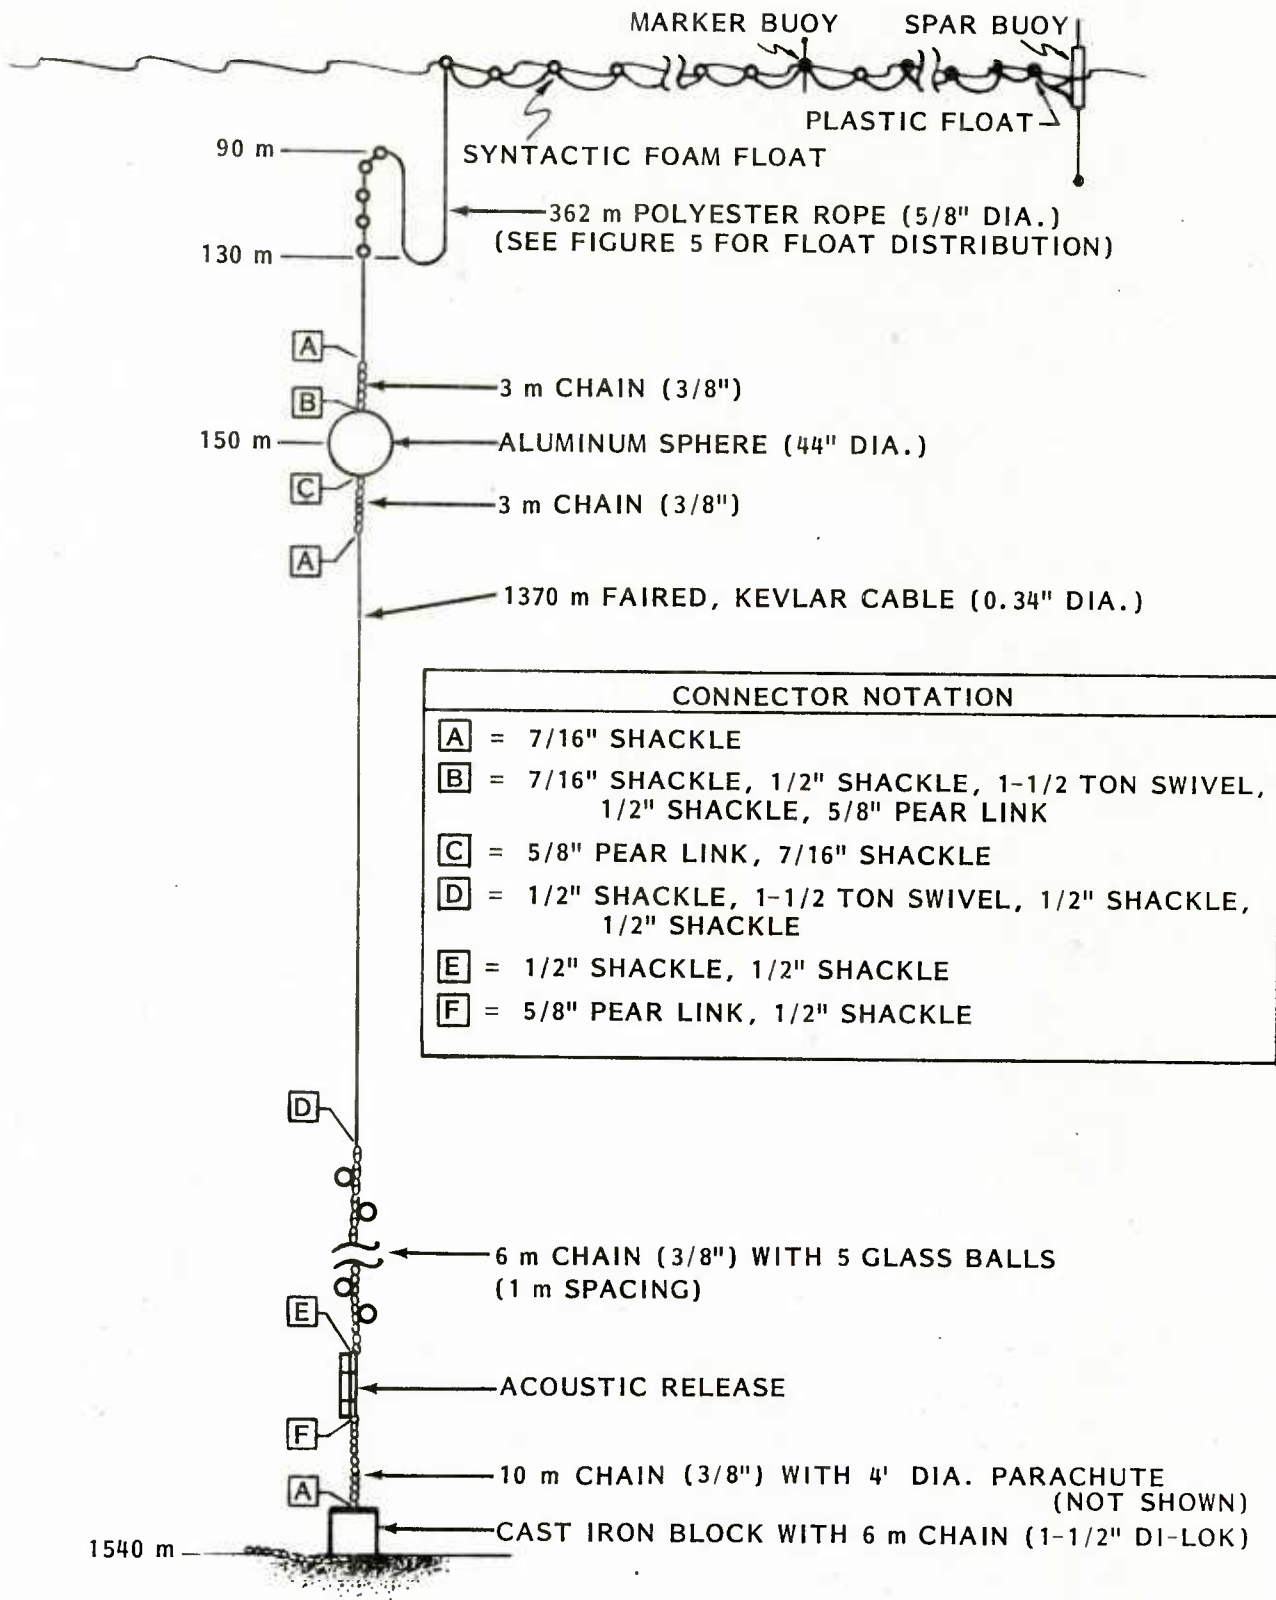 MARKER BUOY
SPAR BUOY
PLASTIC FLOAT
SYNTACTIC FOAM FLOAT
90 m
362 m POLYESTER ROPE (5/8" DIA.)
(SEE FIGURE 5 FOR FLOAT DISTRIBUTION)
130 m
A
3 m CHAIN (3/8")
B
150 m
ALUMINUM SPHERE (44" DIA.)
C
3 m CHAIN (3/8")
A
1370 m FAIRED, KEVLAR CABLE (0.34" DIA.)
CONNECTOR NOTATION
A = 7/16" SHACKLE
B = 7/16" SHACKLE, 1/2" SHACKLE, 1-1/2 TON SWIVEL,
1/2" SHACKLE, 5/8" PEAR LINK
C = 5/8" PEAR LINK, 7/16" SHACKLE
D = 1/2" SHACKLE, 1-1/2 TON SWIVEL, 1/2" SHACKLE,
1/2" SHACKLE
E = 1/2" SHACKLE, 1/2" SHACKLE
F = 5/8" PEAR LINK, 1/2" SHACKLE
D
6 m CHAIN (3/8") WITH 5 GLASS BALLS
(1 m SPACING)
E
ACOUSTIC RELEASE
F
10 m CHAIN (3/8") WITH 4' DIA. PARACHUTE
(NOT SHOWN)
A
CAST IRON BLOCK WITH 6 m CHAIN (1-1/2" DI-LOK)
1540 m